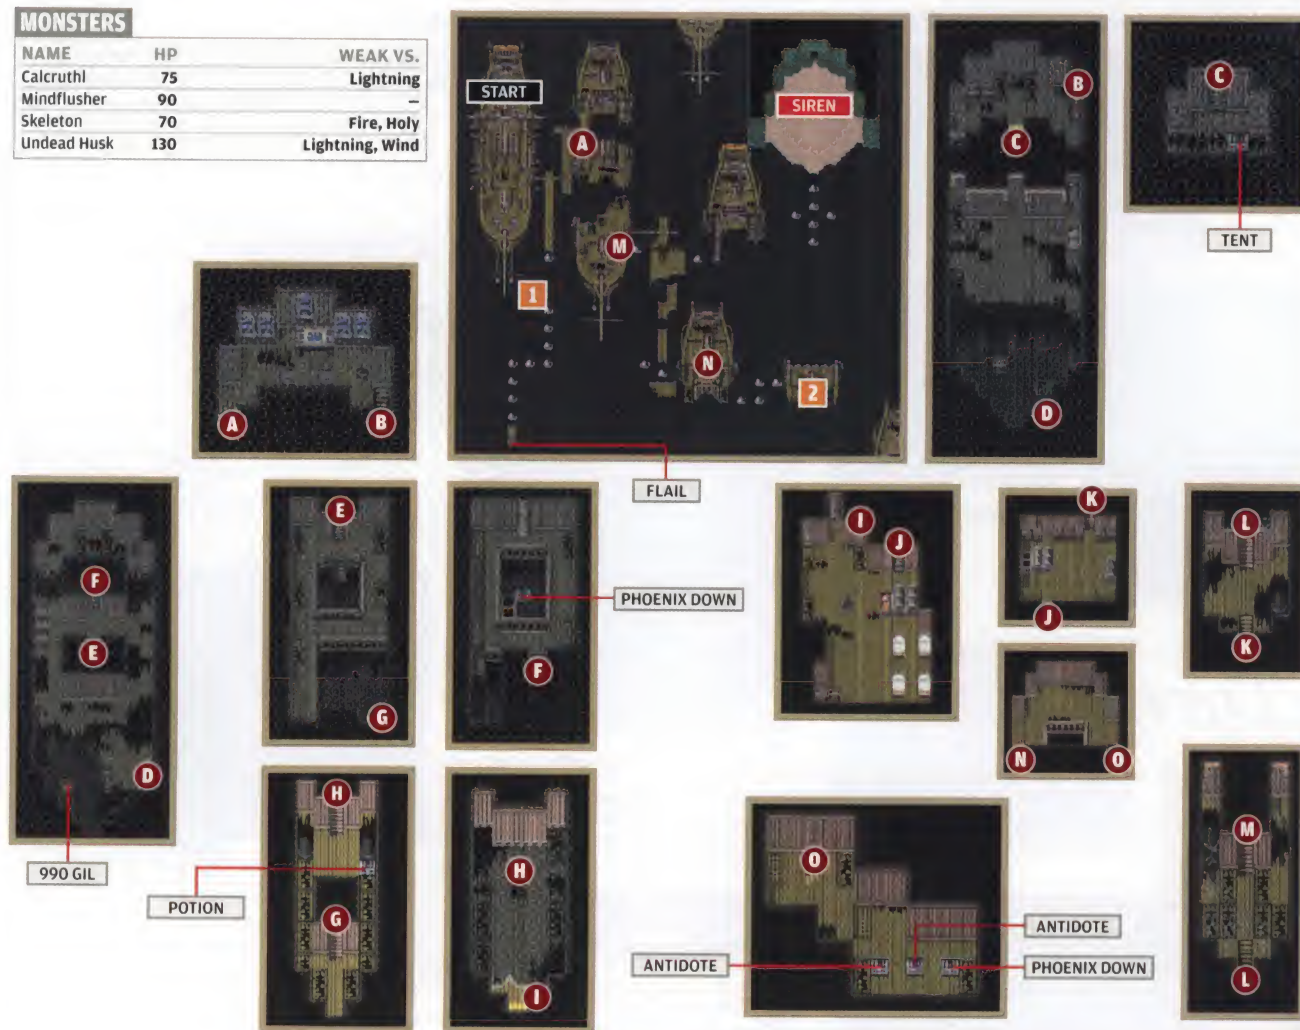 MONSTERS
NAME HP WEAK VS.
Calcruthl 75 Lightning
Mindflusher 90 –
Skeleton 70 Fire, Holy
Undead Husk 130 Lightning, Wind
START
A
M
1
N
2
SIREN
FLAIL
B
C
D
C
TENT
A
B
F
E
D
990 GIL
E
G
F
PHOENIX DOWN
I
J
K
J
L
K
N
O
H
G
POTION
H
I
O
ANTIDOTE
ANTIDOTE
PHOENIX DOWN
M
L